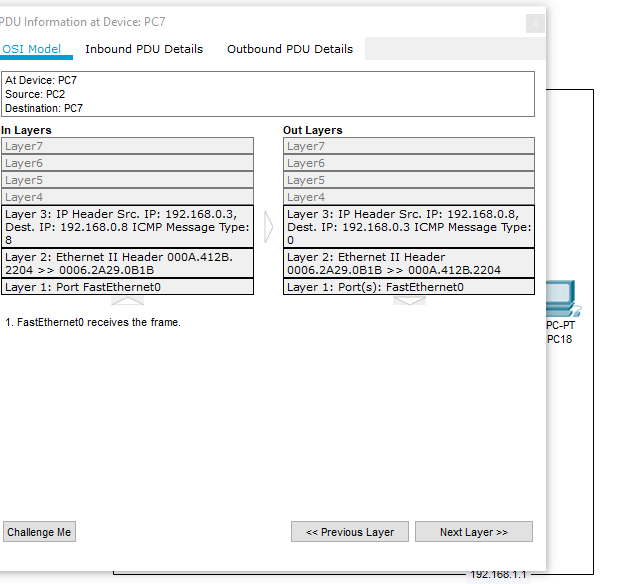 PDU Information at Device: PC7
OSI Model Inbound PDU Details Outbound PDU Details
At Device: PC7
Source: PC2
Destination: PC7
In Layers
Layer7
Layer6
Layer5
Layer4
Layer 3: IP Header Src. IP: 192.168.0.3,
Dest. IP: 192.168.0.8 ICMP Message Type:
8
Layer 2: Ethernet II Header 000A.412B.
2204 >> 0006.2A29.0B1B
Layer 1: Port FastEthernet0
Out Layers
Layer7
Layer6
Layer5
Layer4
Layer 3: IP Header Src. IP: 192.168.0.8,
Dest. IP: 192.168.0.3 ICMP Message Type:
0
Layer 2: Ethernet II Header
0006.2A29.0B1B >> 000A.412B.2204
Layer 1: Port(s): FastEthernet0
1. FastEthernet0 receives the frame.
PC-PT
PC18
Challenge Me
<< Previous Layer
Next Layer >>
192.168.1.1